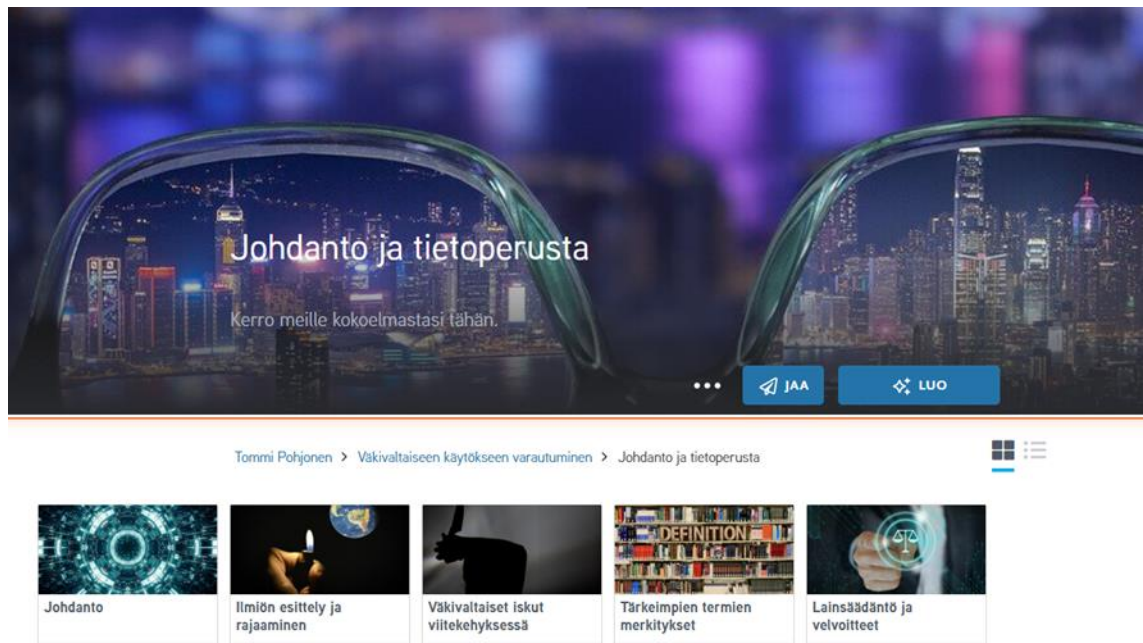 Johdanto ja tietoperusta
Kerro meille kokoelmastasi tähän.
JAA
LUO
Tommi Pohjonen > Väkivaltaiseen käytökseen varautuminen > Johdanto ja tietoperusta
DEFINITION
Johdanto
Ilmiön esittely ja
rajaaminen
Väkivaltaiset iskut
viitekehyksessä
Tärkeimpien termien
merkitykset
Lainsäädäntö ja
velvoitteet